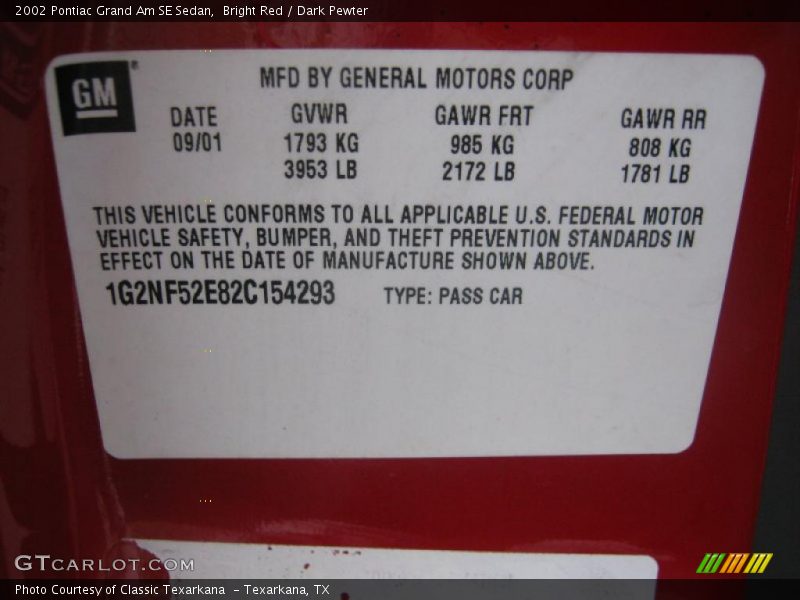 2002 Pontiac Grand Am SE Sedan,  Bright Red / Dark Pewter
GM®
MFD BY GENERAL MOTORS CORP
DATE GVWR GAWR FRT GAWR RR
09/01 1793 KG 985 KG 808 KG
3953 LB 2172 LB 1781 LB
THIS VEHICLE CONFORMS TO ALL APPLICABLE U.S. FEDERAL MOTOR
VEHICLE SAFETY, BUMPER, AND THEFT PREVENTION STANDARDS IN
EFFECT ON THE DATE OF MANUFACTURE SHOWN ABOVE.
1G2NF52E82C154293 TYPE: PASS CAR
GTCARLOT.COM
Photo Courtesy of Classic Texarkana  - Texarkana, TX